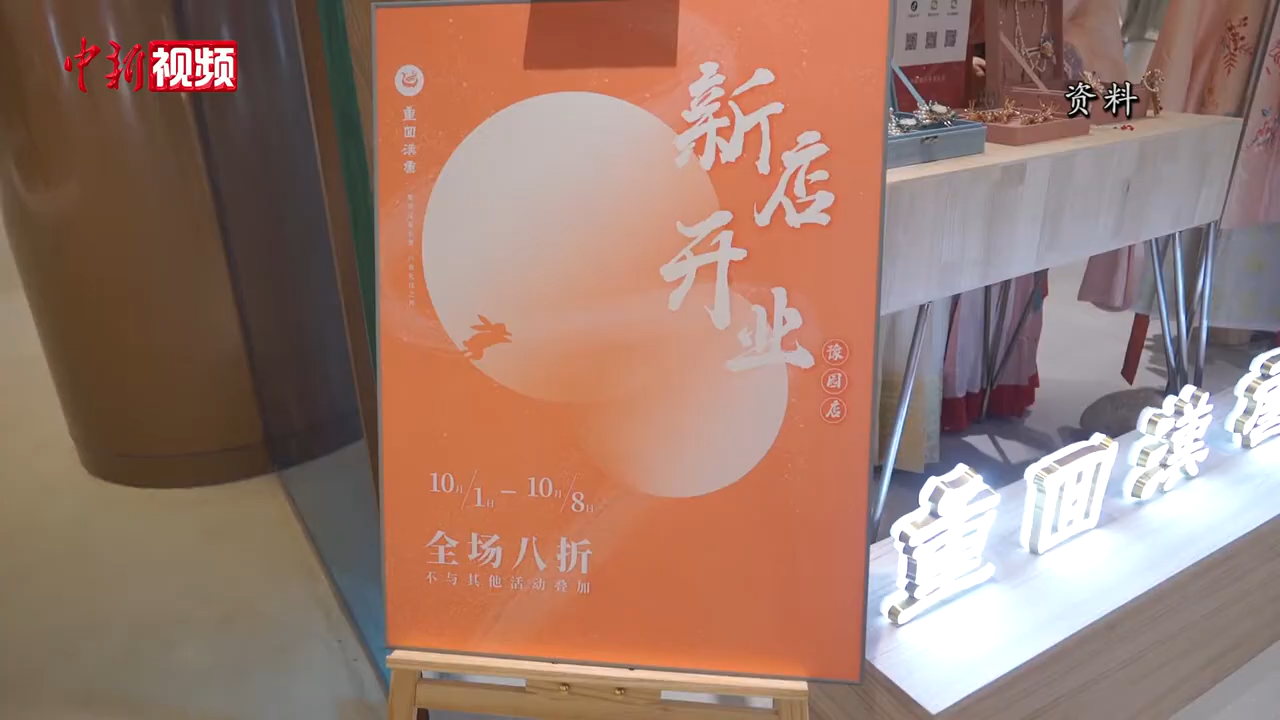 中新视频
资料
重回漢唐
新店开业
豫园店
10月/1日-10月/8日
全场八折
不与其他活动叠加
重回漢唐